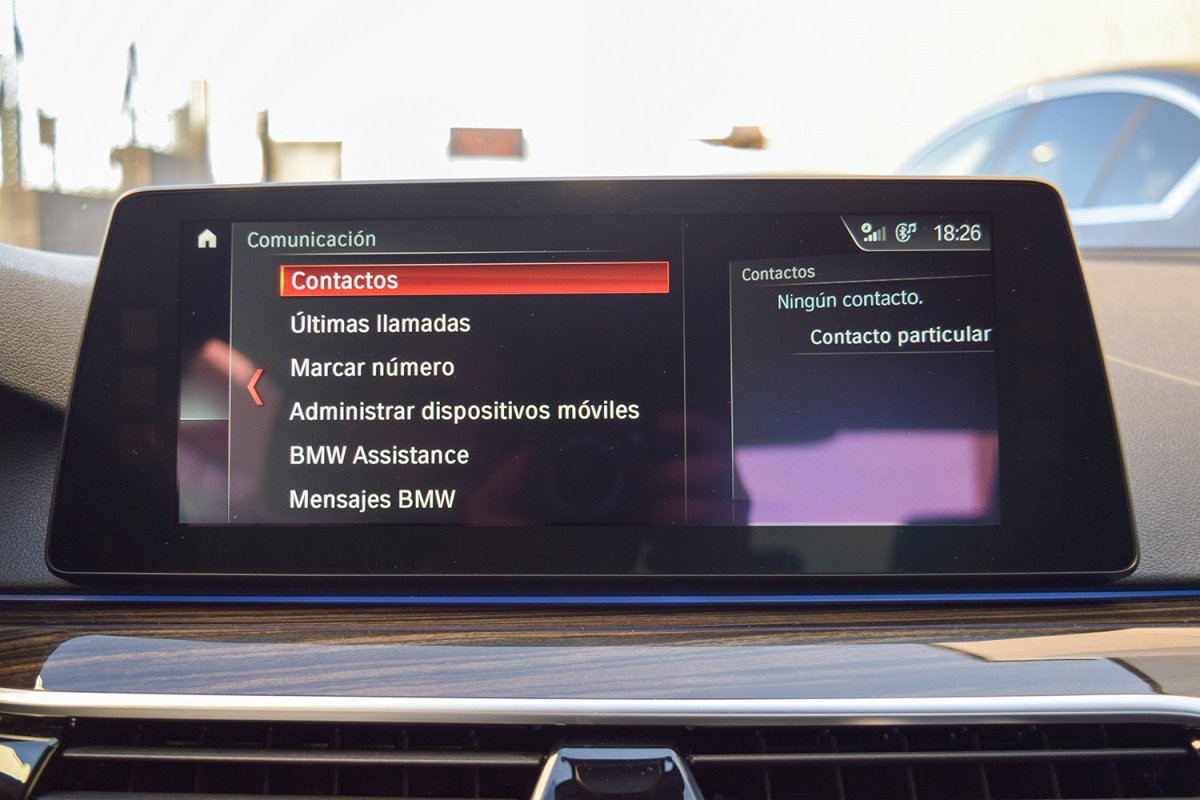 Comunicación
18:26
Contactos
Últimas llamadas
Marcar número
Administrar dispositivos móviles
BMW Assistance
Mensajes BMW
Contactos
Ningún contacto.
Contacto particular